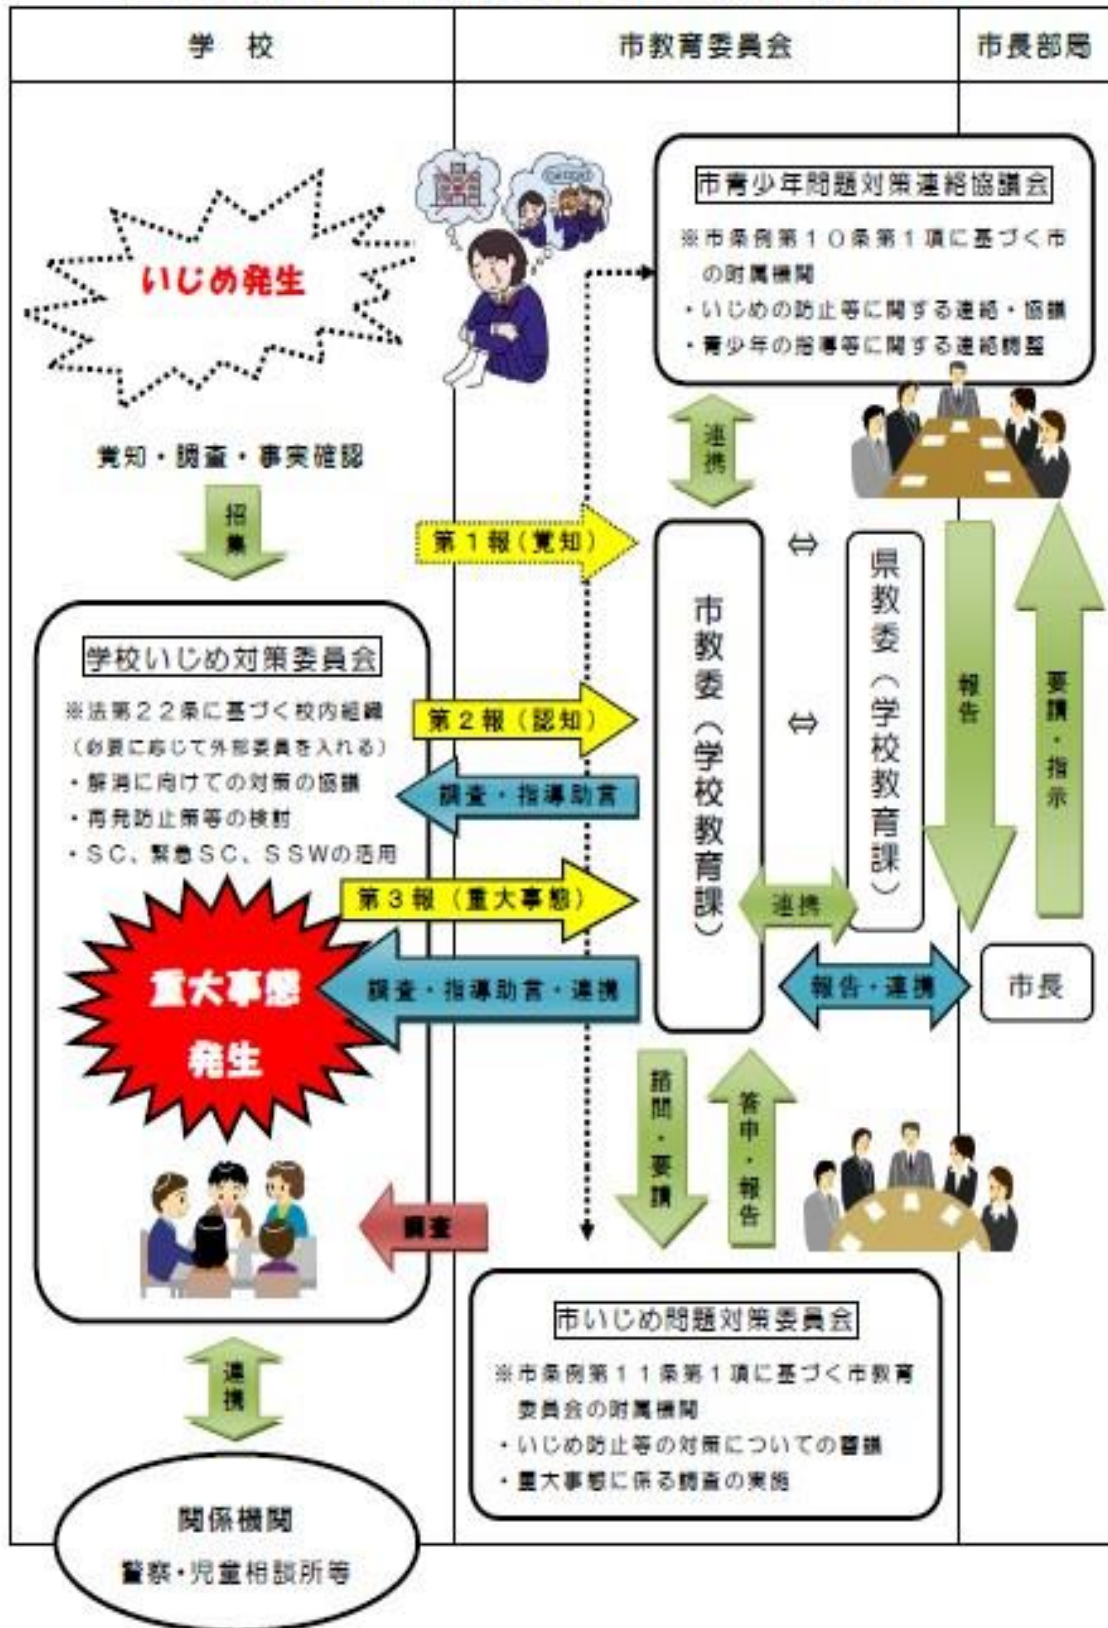 学 校
市教育委員会
市長部局
いじめ発生
覚知・調査・事実確認
招集
学校いじめ対策委員会
※法第22条に基づく校内組織
(必要に応じて外部委員を入れる)
・解消に向けての対策の協議
・再発防止策等の検討
・SC、緊急SC、SSWの活用
重大事態
発生
連携
関係機関
警察・児童相談所等
市青少年問題対策連絡協議会
※市条例第10条第1項に基づく市
の附属機関
・いじめの防止等に関する連絡・協議
・青少年の指導等に関する連絡調整
連携
第1報(覚知)
第2報(認知)
調査・指導助言
第3報(重大事態)
調査・指導助言・連携
市教委(学校教育課)
⇔
⇔
県教委(学校教育課)
連携
報告
要請・指示
報告・連携
市長
諮問・要請
答申・報告
調査
市いじめ問題対策委員会
※市条例第11条第1項に基づく市教育
委員会の附属機関
・いじめ防止等の対策についての審議
・重大事態に係る調査の実施